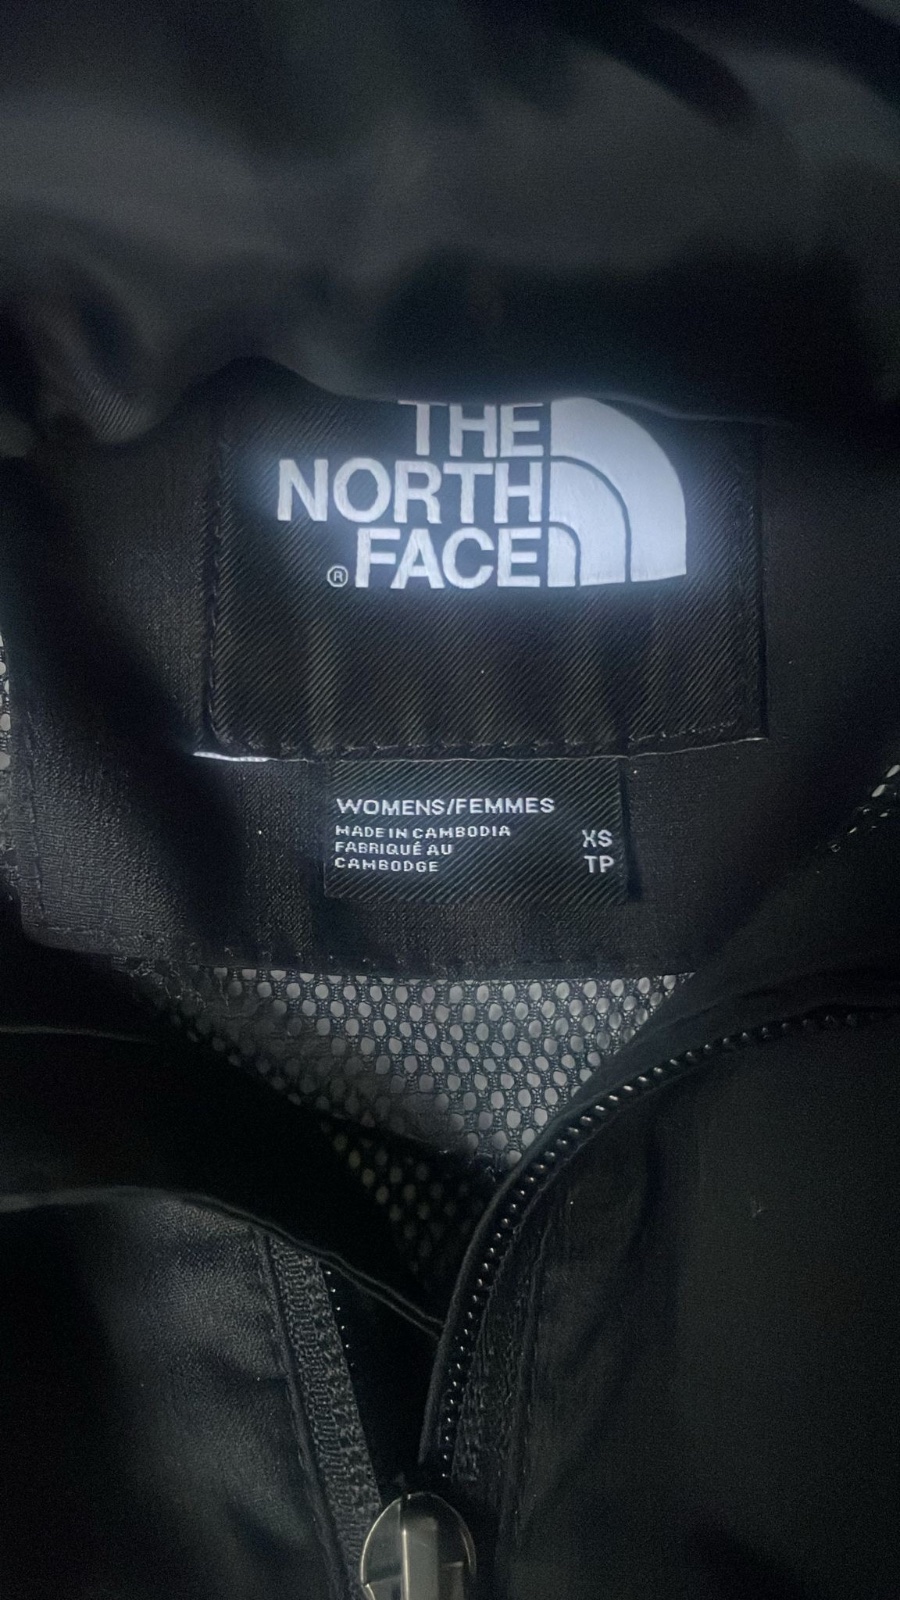 THE
NORTH
FACE
®
WOMENS/FEMMES
MADE IN CAMBODIA
FABRIQUÉ AU
CAMBODGE
XS
TP